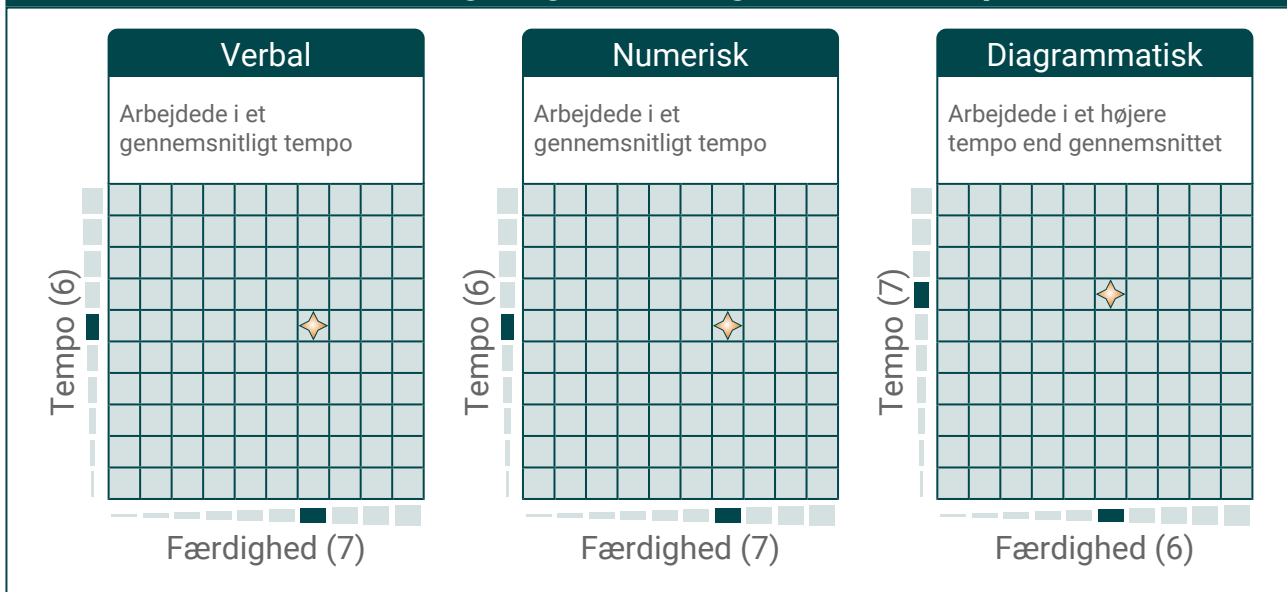 Verbal
Arbejdede i et
gennemsnitligt tempo
Tempo (6)
Færdighed (7)
Numerisk
Arbejdede i et
gennemsnitligt tempo
Tempo (6)
Færdighed (7)
Diagrammatisk
Arbejdede i et højere
tempo end gennemsnittet
Tempo (7)
Færdighed (6)